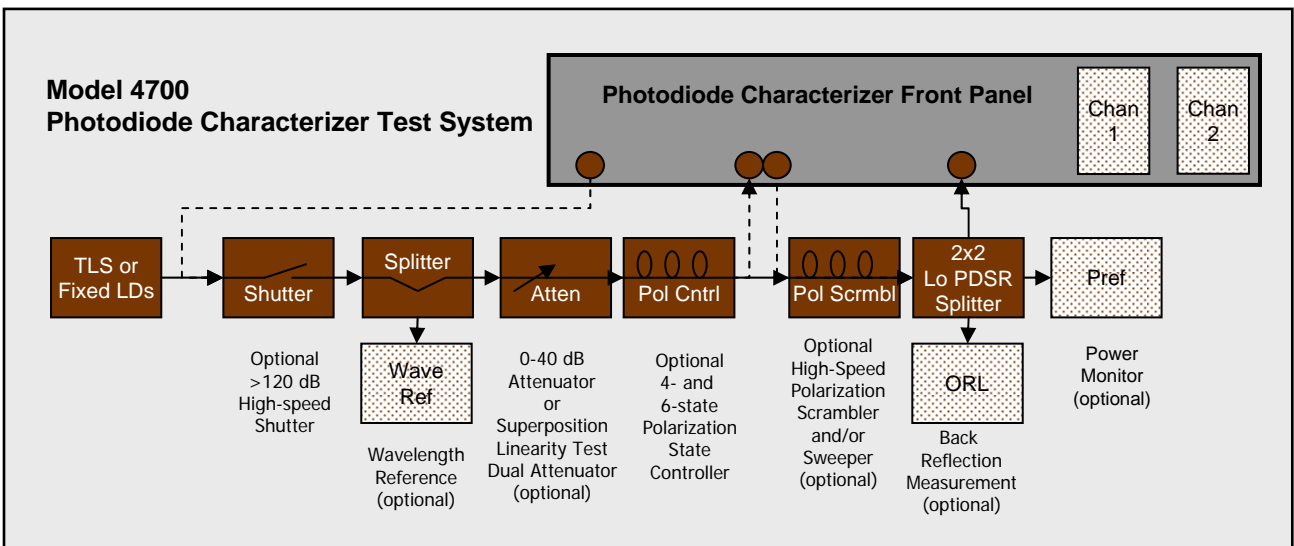 Model 4700
Photodiode Characterizer Test System
Photodiode Characterizer Front Panel
Chan
1
Chan
2
TLS or
Fixed LDs
Shutter
Splitter
Atten
Pol Cntrl
Pol Scrmbl
2x2
Lo PDSR
Splitter
Pref
Optional
>120 dB
High-speed
Shutter
Wave
Ref
Wavelength
Reference
(optional)
0-40 dB
Attenuator
or
Superposition
Linearity Test
Dual Attenuator
(optional)
Optional
4- and
6-state
Polarization
State
Controller
Optional
High-Speed
Polarization
Scrambler
and/or
Sweeper
(optional)
ORL
Back
Reflection
Measurement
(optional)
Power
Monitor
(optional)